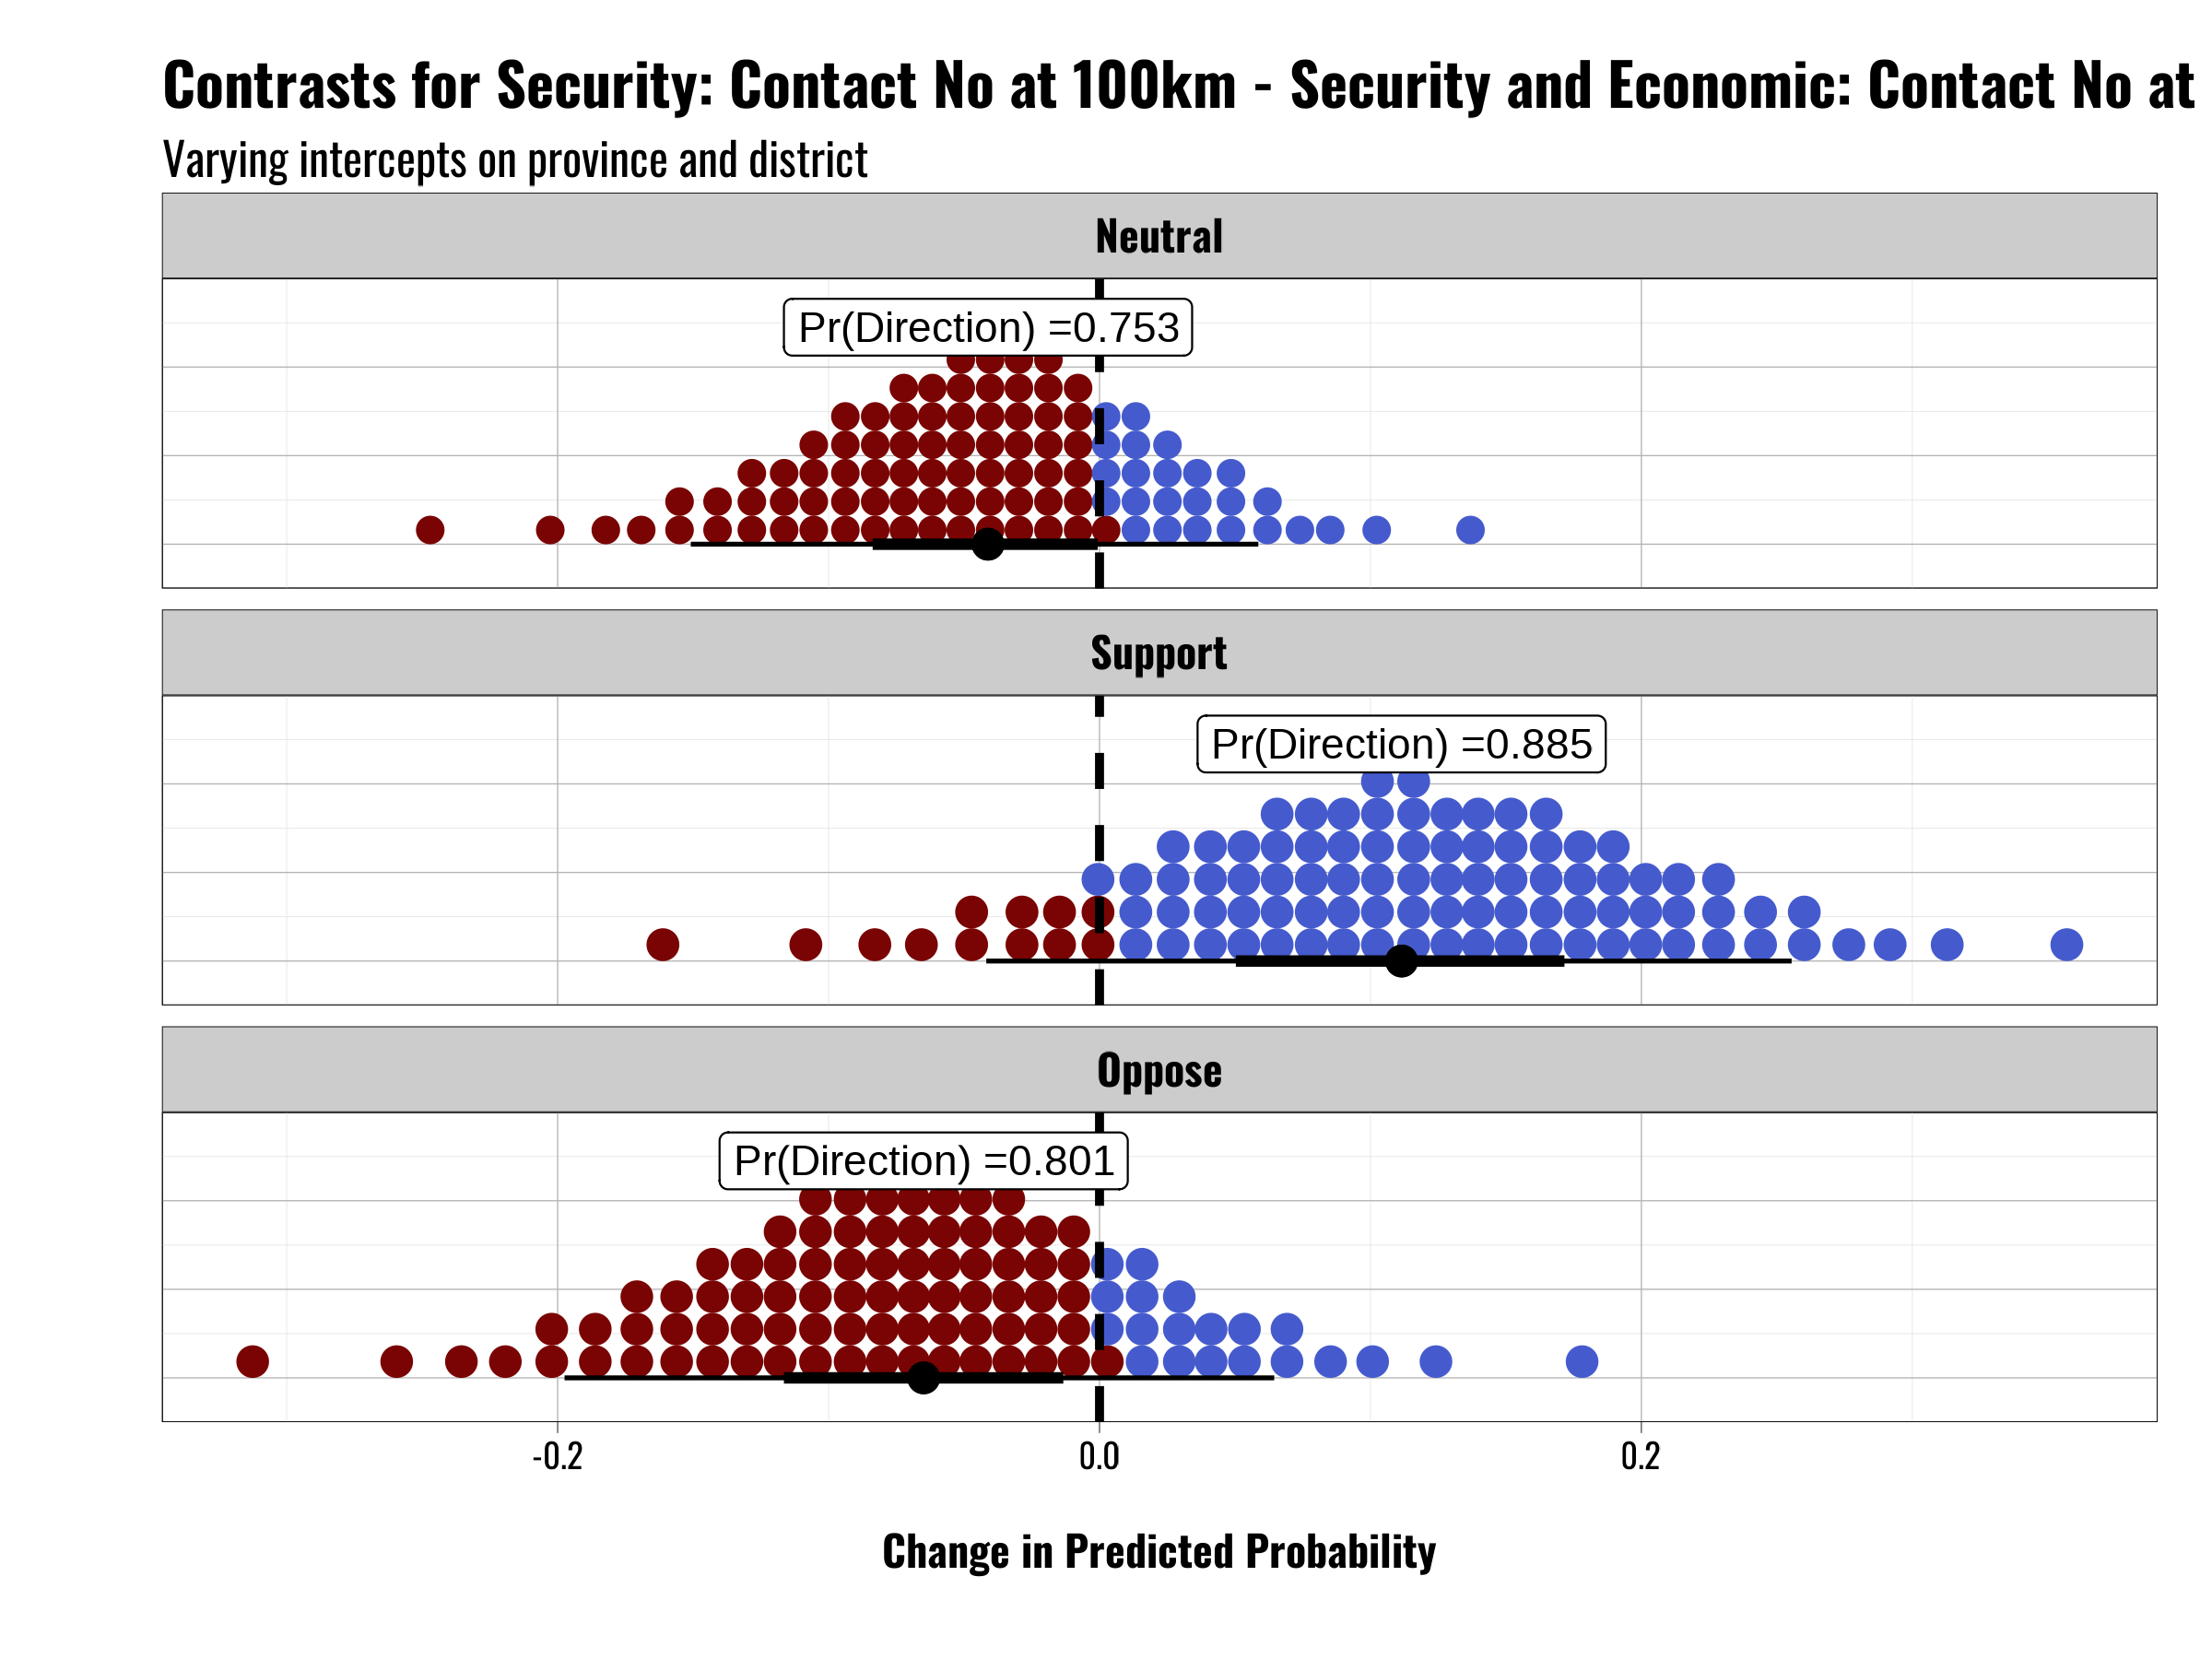 Contrasts for Security: Contact No at 100km - Security and Economic: Contact No at
Varying intercepts on province and district
Neutral
Pr(Direction) =0.753
Support
Pr(Direction) =0.885
Oppose
Pr(Direction) =0.801
-0.2 0.0 0.2
Change in Predicted Probability